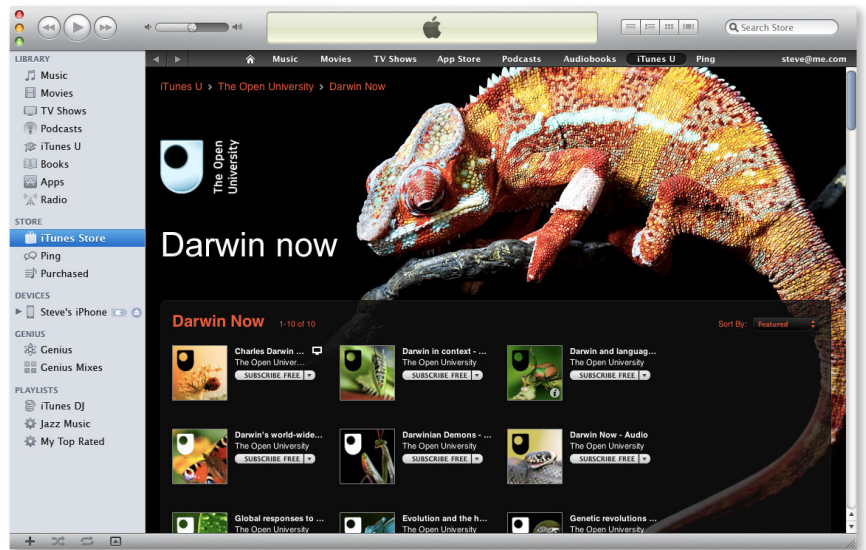 Search Store
LIBRARY
Music
Movies
TV Shows
Podcasts
iTunes U
Books
Apps
Radio
STORE
iTunes Store
Ping
Purchased
DEVICES
Steve's iPhone
GENIUS
Genius
Genius Mixes
PLAYLISTS
iTunes DJ
Jazz Music
My Top Rated
Music Movies TV Shows App Store Podcasts Audiobooks iTunes U Ping steve@me.com
iTunes U › The Open University › Darwin Now
The Open
University
Darwin now
Darwin Now 1-10 of 10 Sort By: Featured
Charles Darwin ...
The Open Univer...
SUBSCRIBE FREE
Darwin in context - ...
The Open University
SUBSCRIBE FREE
Darwin and languag...
The Open University
SUBSCRIBE FREE
Darwin's world-wide...
The Open University
SUBSCRIBE FREE
Darwinian Demons - ...
The Open University
SUBSCRIBE FREE
Darwin Now - Audio
The Open University
SUBSCRIBE FREE
Global responses to ...
The Open University
Evolution and the h...
The Open University
Genetic revolutions ...
The Open University